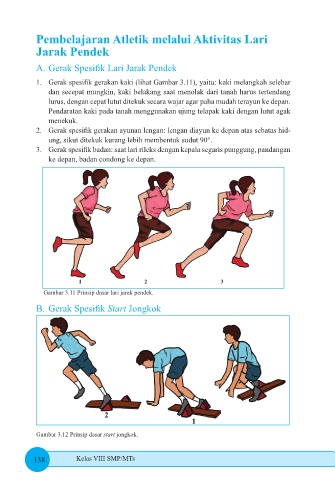 Pembelajaran Atletik melalui Aktivitas Lari
Jarak Pendek
A. Gerak Spesifik Lari Jarak Pendek
1. Gerak spesifik gerakan kaki (lihat Gambar 3.11), yaitu: kaki melangkah selebar
dan secepat mungkin, kaki belakang saat menolak dari tanah harus tertendang
lurus, dengan cepat lutut ditekuk secara wajar agar paha mudah terayun ke depan.
Pendaratan kaki pada tanah menggunakan ujung telapak kaki dengan lutut agak
menekuk.
2. Gerak spesifik gerakan ayunan lengan: lengan diayun ke depan atas sebatas hid-
ung, sikut ditekuk kurang lebih membentuk sudut 90°.
3. Gerak spesifik badan: saat lari rileks dengan kepala segaris punggung, pandangan
ke depan, badan condong ke depan.
1 2 3
Gambar 3.11 Prinsip dasar lari jarak pendek.
B. Gerak Spesifik Start Jongkok
2
1
Gambar 3.12 Prinsip dasar start jongkok.
138 Kelas VIII SMP/MTs